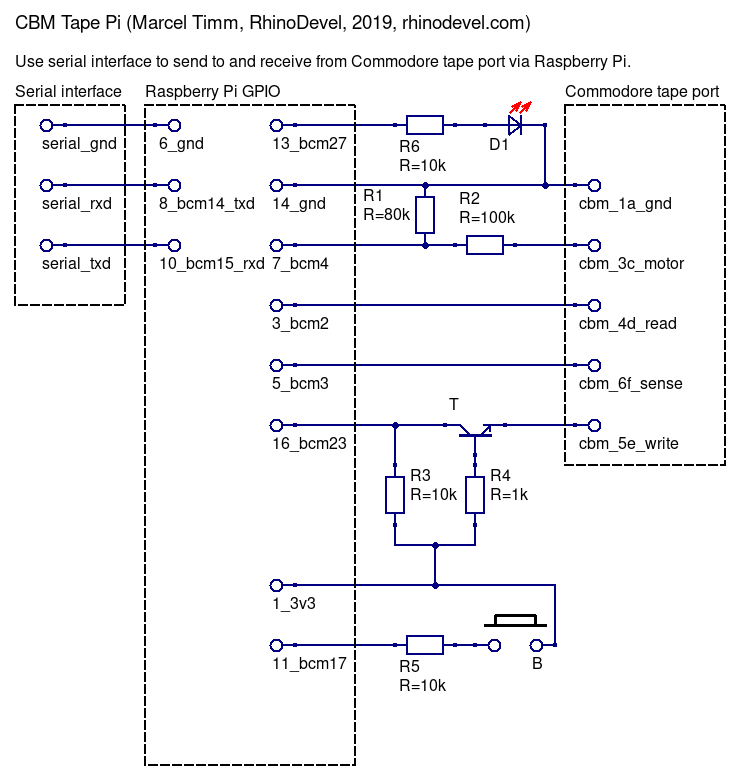 CBM Tape Pi (Marcel Timm, RhinoDevel, 2019, rhinodevel.com)
Use serial interface to send to and receive from Commodore tape port via Raspberry Pi.
Serial interface
Raspberry Pi GPIO
Commodore tape port
serial_gnd
6_gnd
13_bcm27
R6
R=10k
D1
serial_rxd
8_bcm14_txd
14_gnd
R1
R=80k
R2
R=100k
cbm_1a_gnd
serial_txd
10_bcm15_rxd
7_bcm4
cbm_3c_motor
3_bcm2
cbm_4d_read
5_bcm3
cbm_6f_sense
T
16_bcm23
cbm_5e_write
R3
R=10k
R4
R=1k
1_3v3
11_bcm17
R5
R=10k
B